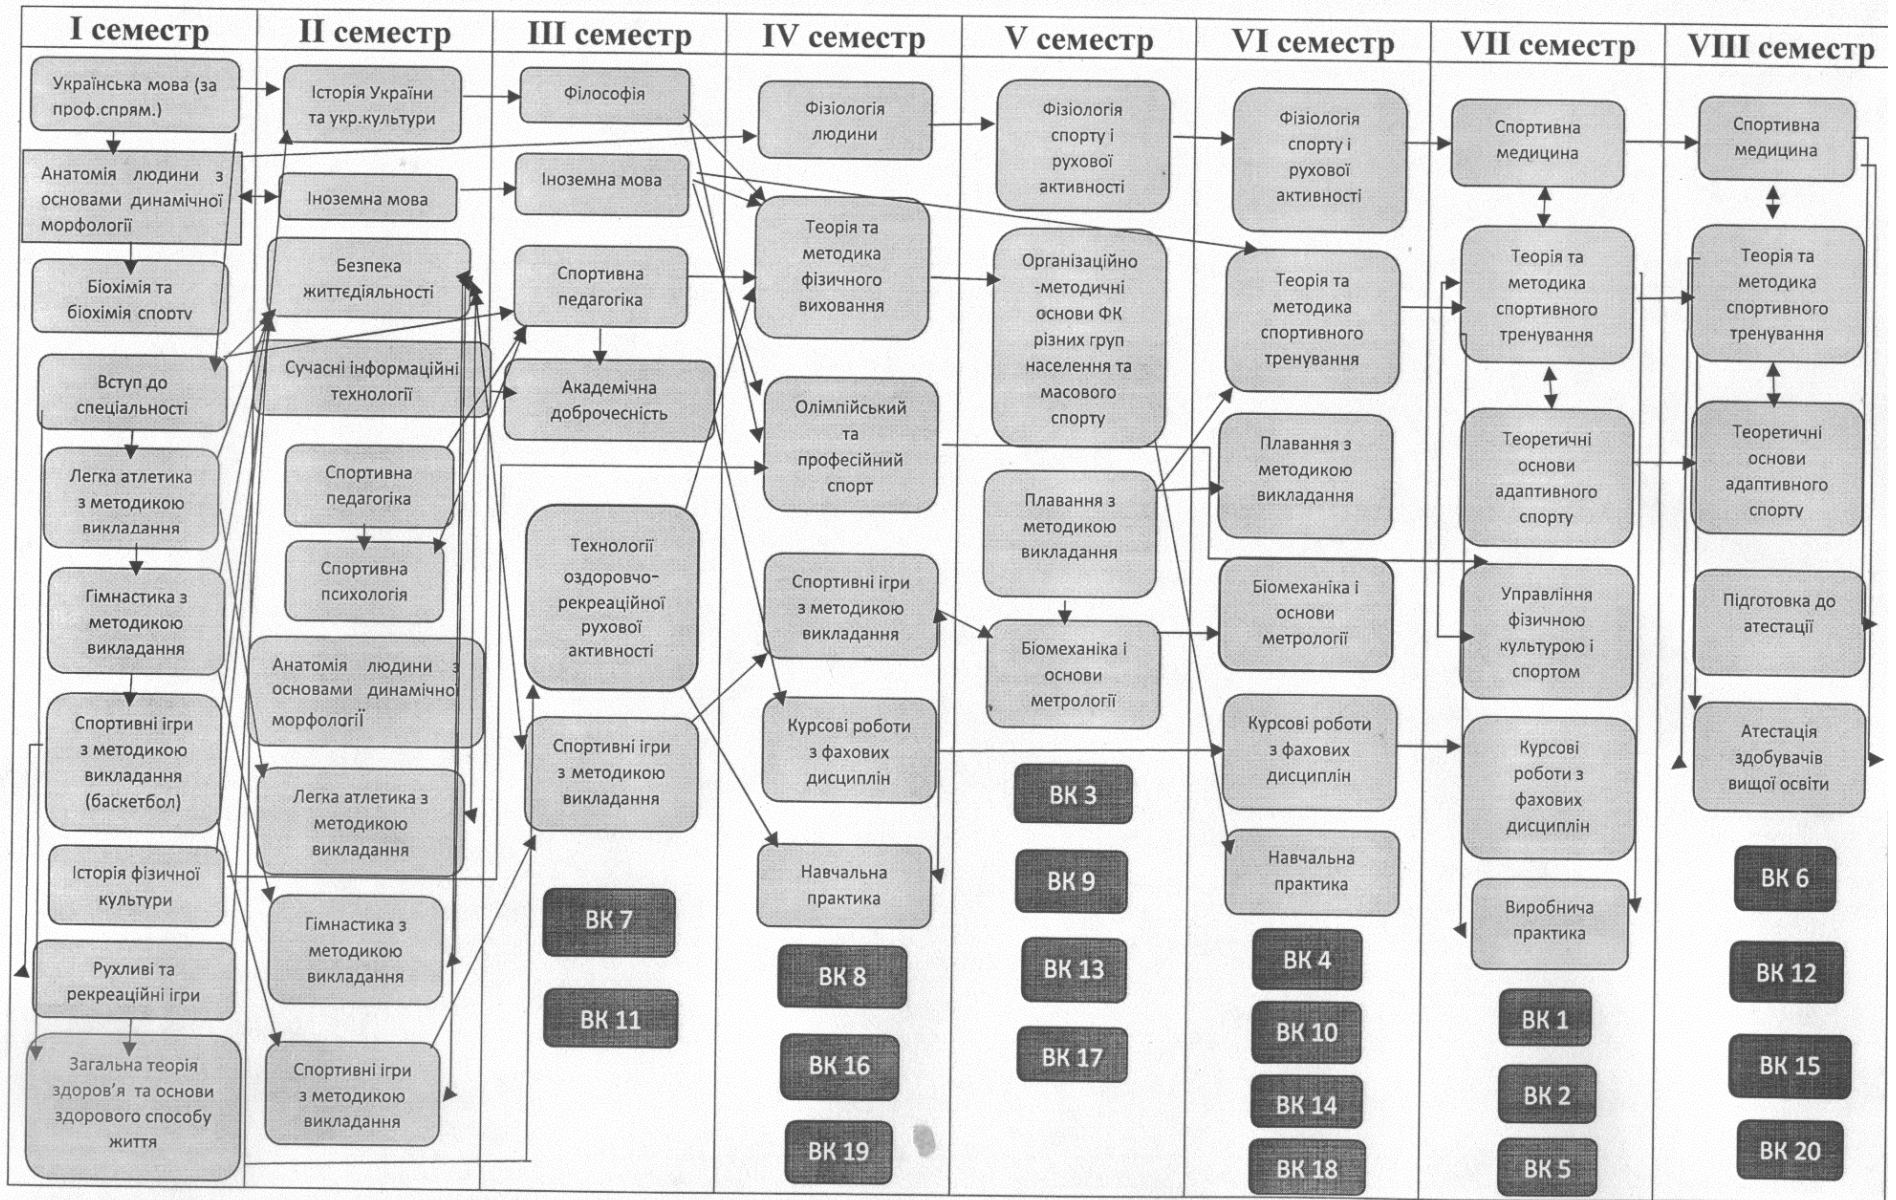 I семестр
II семестр
III семестр
IV семестр
V семестр
VI семестр
VII семестр
VIII семестр
Українська мова (за
проф.спрям.)
Анатомія людини з
основами динамічної
морфології
Біохімія та
біохімія спорту
Вступ до
спеціальності
Легка атлетика
з методикою
викладання
Гімнастика з
методикою
викладання
Спортивні ігри
з методикою
викладання
(баскетбол)
Історія фізичної
культури
Рухливі та
рекреаційні ігри
Загальна теорія
здоров'я та основи
здорового способу
життя
Історія України
та укр.культури
Іноземна мова
Безпека
життєдіяльності
Сучасні інформаційні
технології
Спортивна
педагогіка
Спортивна
психологія
Анатомія людини з
основами динамічної
морфології
Легка атлетика з
методикою
викладання
Гімнастика з
методикою
викладання
Спортивні ігри
з методикою
викладання
Філософія
Іноземна мова
Спортивна
педагогіка
Академічна
доброчесність
Технології
оздоровчо-
рекреаційної
рухової
активності
Спортивні ігри
з методикою
викладання
ВК 7
ВК 11
Фізіологія
людини
Теорія та
методика
фізичного
виховання
Олімпійський
та
професійний
спорт
Спортивні ігри
з методикою
викладання
Курсові роботи
з фахових
дисциплін
Навчальна
практика
ВК 8
ВК 16
ВК 19
Фізіологія
спорту і
рухової
активності
Організаційно
-методичні
основи ФК
різних груп
населення та
масового
спорту
Плавання з
методикою
викладання
Біомеханіка і
основи
метрології
ВК 3
ВК 9
ВК 13
ВК 17
Фізіологія
спорту і
рухової
активності
Теорія та
методика
спортивного
тренування
Плавання з
методикою
викладання
Біомеханіка і
основи
метрології
Курсові роботи
з фахових
дисциплін
Навчальна
практика
ВК 4
ВК 10
ВК 14
ВК 18
Спортивна
медицина
Теорія та
методика
спортивного
тренування
Теоретичні
основи
адаптивного
спорту
Управління
фізичною
культурою і
спортом
Курсові
роботи з
фахових
дисциплін
Виробнича
практика
ВК 1
ВК 2
ВК 5
Спортивна
медицина
Теорія та
методика
спортивного
тренування
Теоретичні
основи
адаптивного
спорту
Підготовка до
атестації
Атестація
здобувачів
вищої освіти
ВК 6
ВК 12
ВК 15
ВК 20